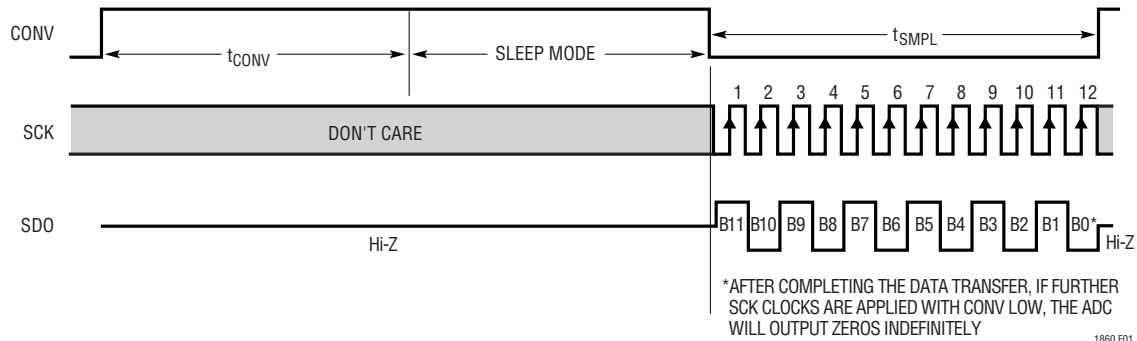 CONV
tCONV
SLEEP MODE
tSMPL
1 2 3 4 5 6 7 8 9 10 11 12
SCK
DON'T CARE
SDO
Hi-Z
B11 B10 B9 B8 B7 B6 B5 B4 B3 B2 B1 B0*
Hi-Z
*AFTER COMPLETING THE DATA TRANSFER, IF FURTHER
SCK CLOCKS ARE APPLIED WITH CONV LOW, THE ADC
WILL OUTPUT ZEROS INDEFINITELY
1860 F01